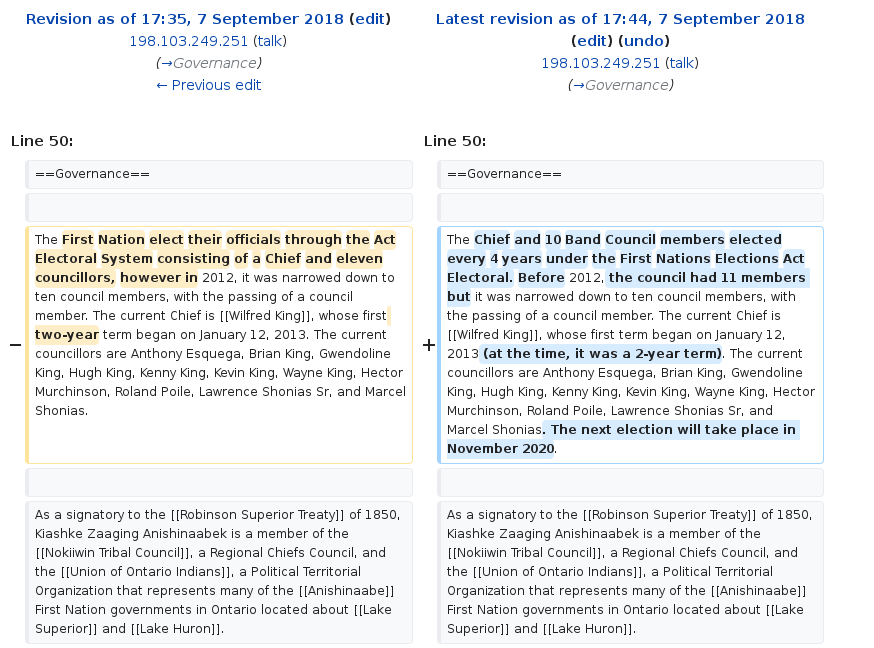 Revision as of 17:35, 7 September 2018 (edit)
198.103.249.251 (talk)
(→Governance)
← Previous edit
Latest revision as of 17:44, 7 September 2018
(edit) (undo)
198.103.249.251 (talk)
(→Governance)
Line 50:
Line 50:
==Governance==
==Governance==
−
The First Nation elect their officials through the Act
Electoral System consisting of a Chief and eleven
councillors, however in 2012, it was narrowed down to
ten council members, with the passing of a council
member. The current Chief is [[Wilfred King]], whose first
two-year term began on January 12, 2013. The current
councillors are Anthony Esquega, Brian King, Gwendoline
King, Hugh King, Kenny King, Kevin King, Wayne King, Hector
Murchinson, Roland Poile, Lawrence Shonias Sr, and Marcel
Shonias.
+
The Chief and 10 Band Council members elected
every 4 years under the First Nations Elections Act
Electoral. Before 2012, the council had 11 members
but it was narrowed down to ten council members, with
the passing of a council member. The current Chief is
[[Wilfred King]], whose first term began on January 12,
2013 (at the time, it was a 2-year term). The current
councillors are Anthony Esquega, Brian King, Gwendoline
King, Hugh King, Kenny King, Kevin King, Wayne King, Hector
Murchinson, Roland Poile, Lawrence Shonias Sr, and
Marcel Shonias. The next election will take place in
November 2020.
As a signatory to the [[Robinson Superior Treaty]] of 1850,
Kiashke Zaaging Anishinaabek is a member of the
[[Nokiiwin Tribal Council]], a Regional Chiefs Council, and
the [[Union of Ontario Indians]], a Political Territorial
Organization that represents many of the [[Anishinaabe]]
First Nation governments in Ontario located about [[Lake
Superior]] and [[Lake Huron]].
As a signatory to the [[Robinson Superior Treaty]] of 1850,
Kiashke Zaaging Anishinaabek is a member of the
[[Nokiiwin Tribal Council]], a Regional Chiefs Council, and
the [[Union of Ontario Indians]], a Political Territorial
Organization that represents many of the [[Anishinaabe]]
First Nation governments in Ontario located about [[Lake
Superior]] and [[Lake Huron]].